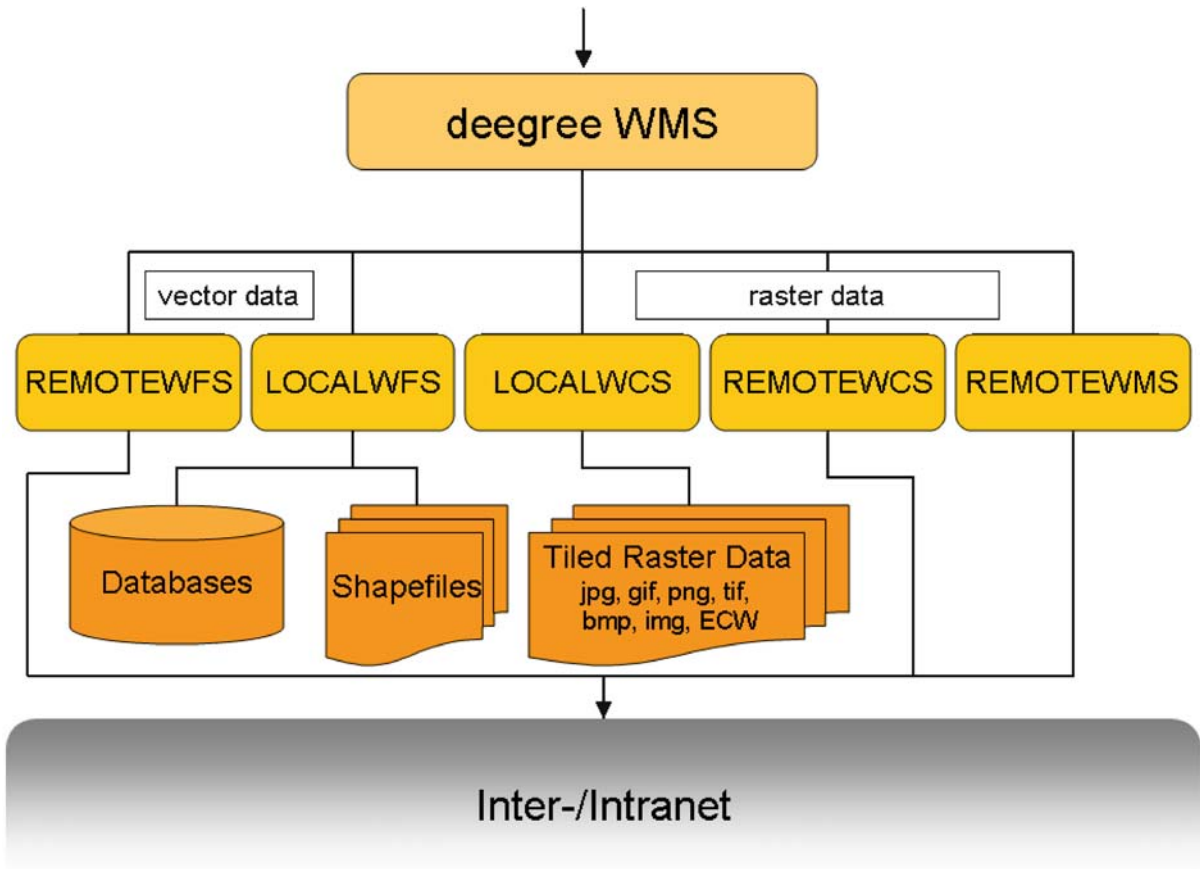 deegree WMS
vector data
raster data
REMOTEWFS
LOCALWFS
LOCALWCS
REMOTEWCS
REMOTEWMS
Databases
Shapefiles
Tiled Raster Data
jpg, gif, png, tif,
bmp, img, ECW
Inter-/Intranet